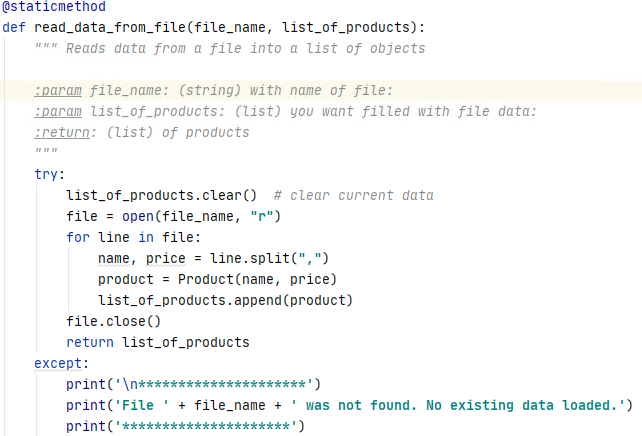 @staticmethod
def read_data_from_file(file_name, list_of_products):
    """ Reads data from a file into a list of objects

    :param file_name: (string) with name of file:
    :param list_of_products: (list) you want filled with file data:
    :return: (list) of products
    """
    try:
        list_of_products.clear()  # clear current data
        file = open(file_name, "r")
        for line in file:
            name, price = line.split(",")
            product = Product(name, price)
            list_of_products.append(product)
        file.close()
        return list_of_products
    except:
        print('\n*********************')
        print('File ' + file_name + ' was not found. No existing data loaded.')
        print('*********************')